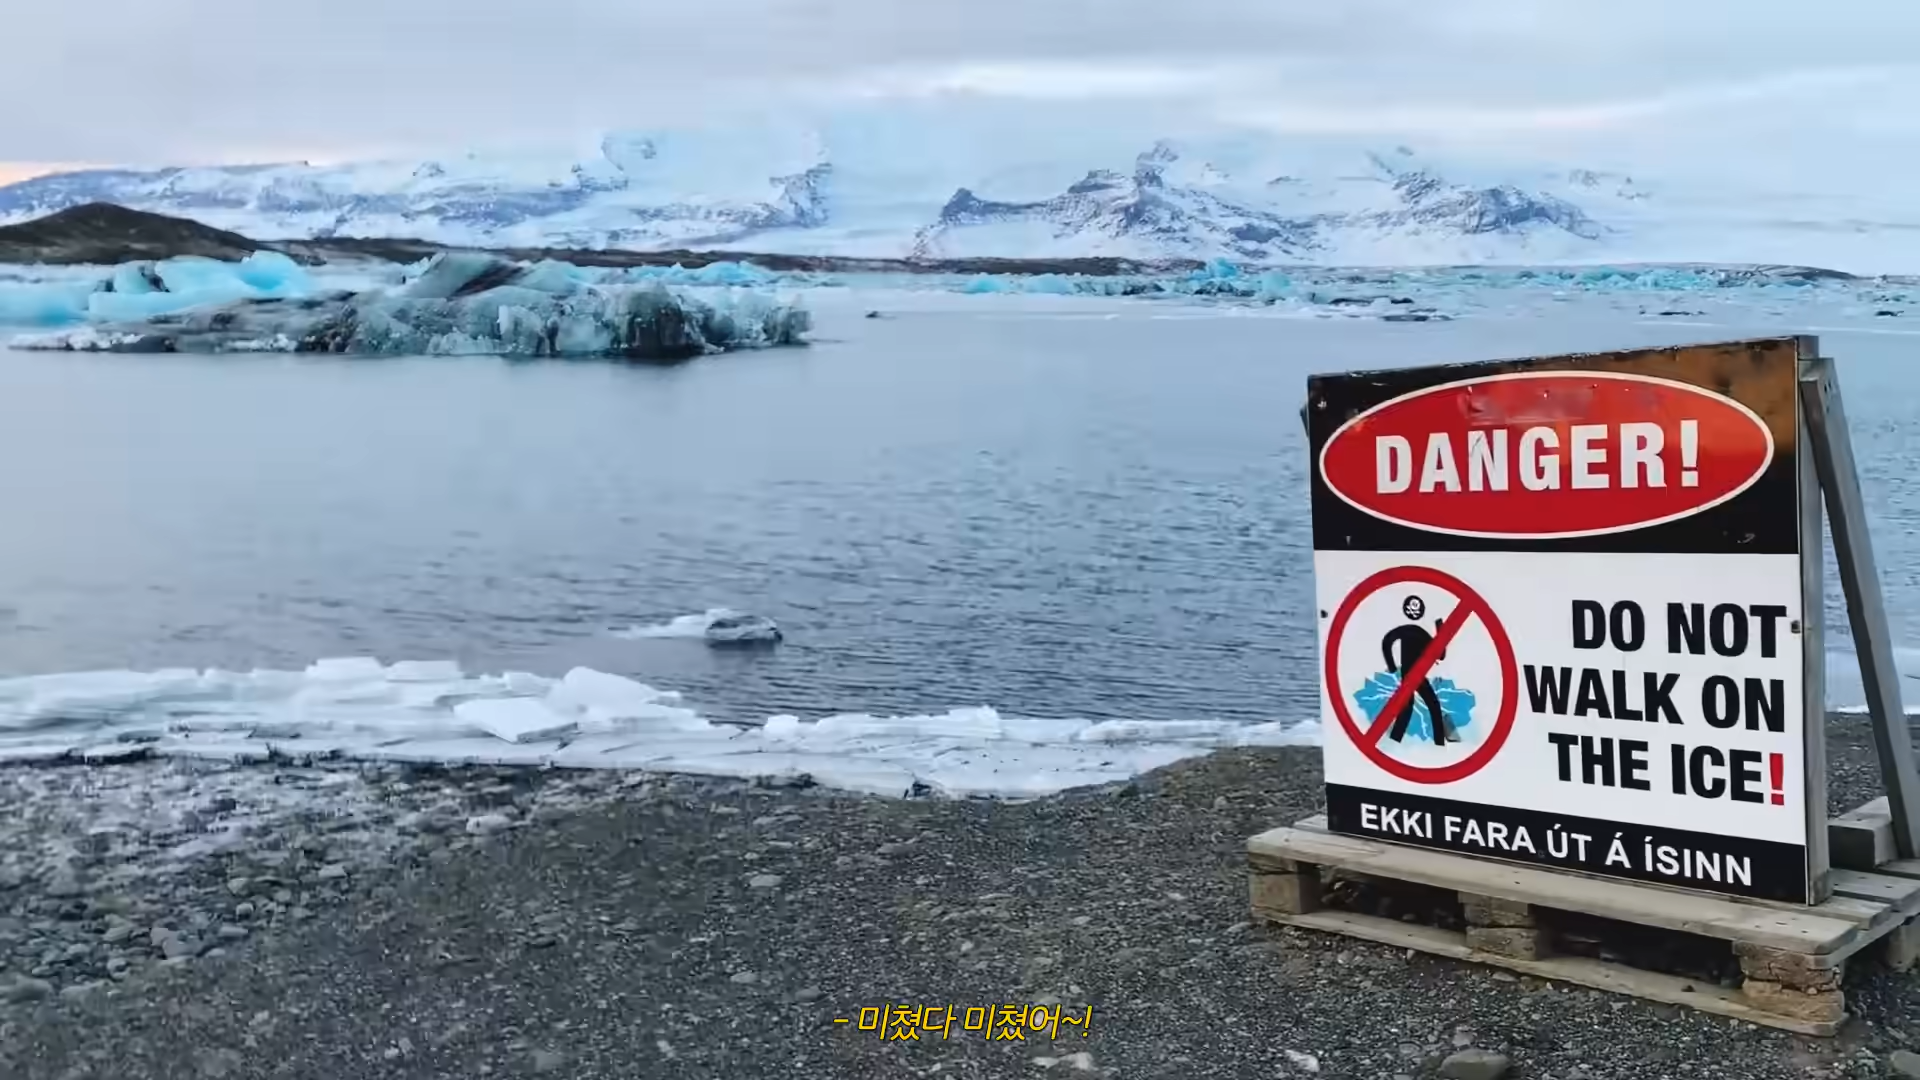 DANGER!
DO NOT
WALK ON
THE ICE!
EKKI FARA ÚT Á ÍSINN
- 미쳤다 미쳤어~!